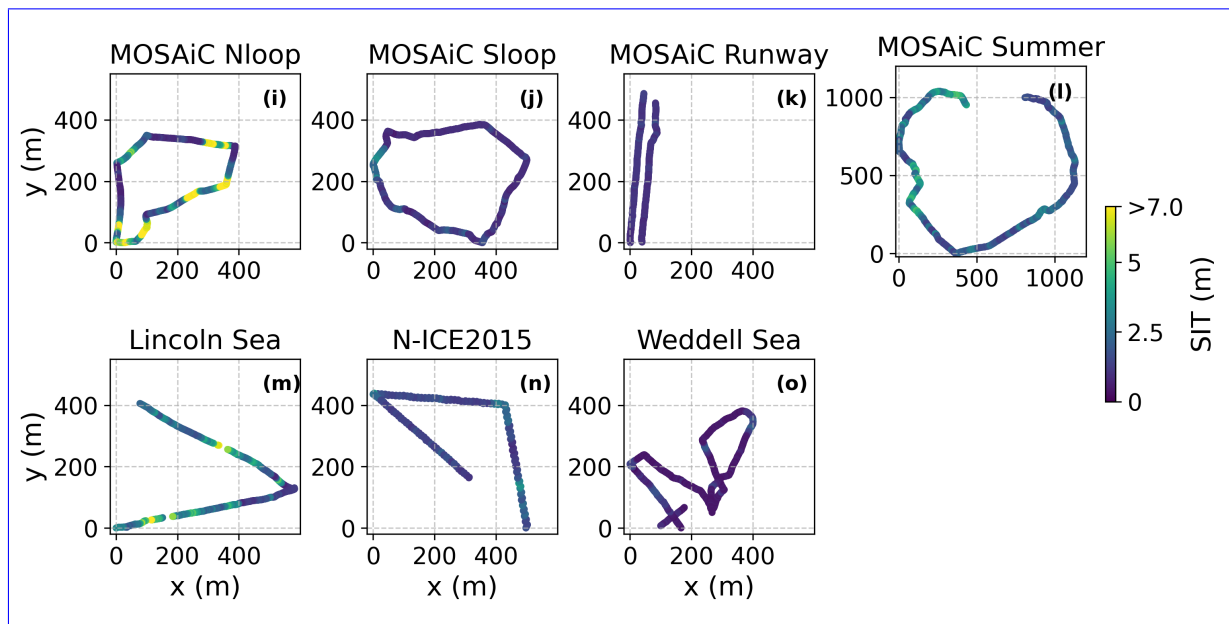 MOSAiC Nloop
MOSAiC Sloop
MOSAiC Runway
MOSAiC Summer
(i)
(j)
(k)
(l)
y (m)
400
200
0
0 200 400
400
200
0
0 200 400
400
200
0
0 200 400
1000
500
0
0 500 1000
Lincoln Sea
N-ICE2015
Weddell Sea
(m)
(n)
(o)
y (m)
400
200
0
0 200 400
x (m)
400
200
0
0 200 400
x (m)
400
200
0
0 200 400
x (m)
>7.0
5
2.5
0
SIT (m)